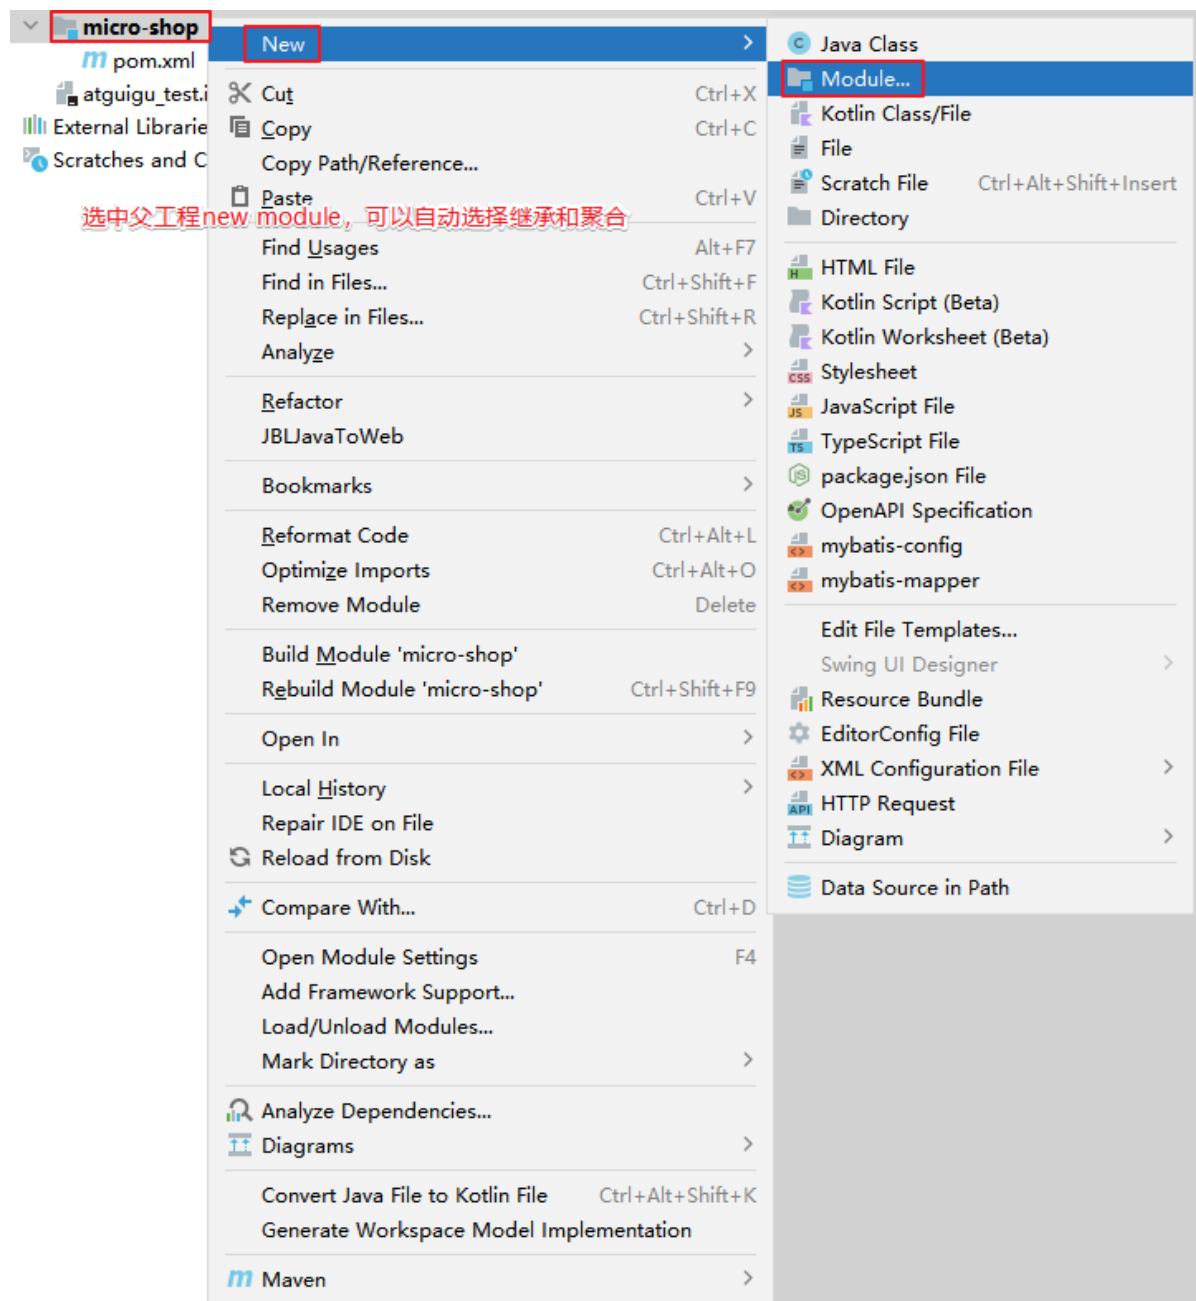 micro-shop
pom.xml
atguigu_test.i
External Librarie
Scratches and C
New
Cut Ctrl+X
Copy Ctrl+C
Copy Path/Reference...
Paste Ctrl+V
选中父工程new module，可以自动选择继承和聚合
Find Usages Alt+F7
Find in Files... Ctrl+Shift+F
Replace in Files... Ctrl+Shift+R
Analyze
Refactor
JBLJavaToWeb
Bookmarks
Reformat Code Ctrl+Alt+L
Optimize Imports Ctrl+Alt+O
Remove Module Delete
Build Module 'micro-shop'
Rebuild Module 'micro-shop' Ctrl+Shift+F9
Open In
Local History
Repair IDE on File
Reload from Disk
Compare With... Ctrl+D
Open Module Settings F4
Add Framework Support...
Load/Unload Modules...
Mark Directory as
Analyze Dependencies...
Diagrams
Convert Java File to Kotlin File Ctrl+Alt+Shift+K
Generate Workspace Model Implementation
Maven
Java Class
Module...
Kotlin Class/File
File
Scratch File Ctrl+Alt+Shift+Insert
Directory
HTML File
Kotlin Script (Beta)
Kotlin Worksheet (Beta)
Stylesheet
JavaScript File
TypeScript File
package.json File
OpenAPI Specification
mybatis-config
mybatis-mapper
Edit File Templates...
Swing UI Designer
Resource Bundle
EditorConfig File
XML Configuration File
HTTP Request
Diagram
Data Source in Path